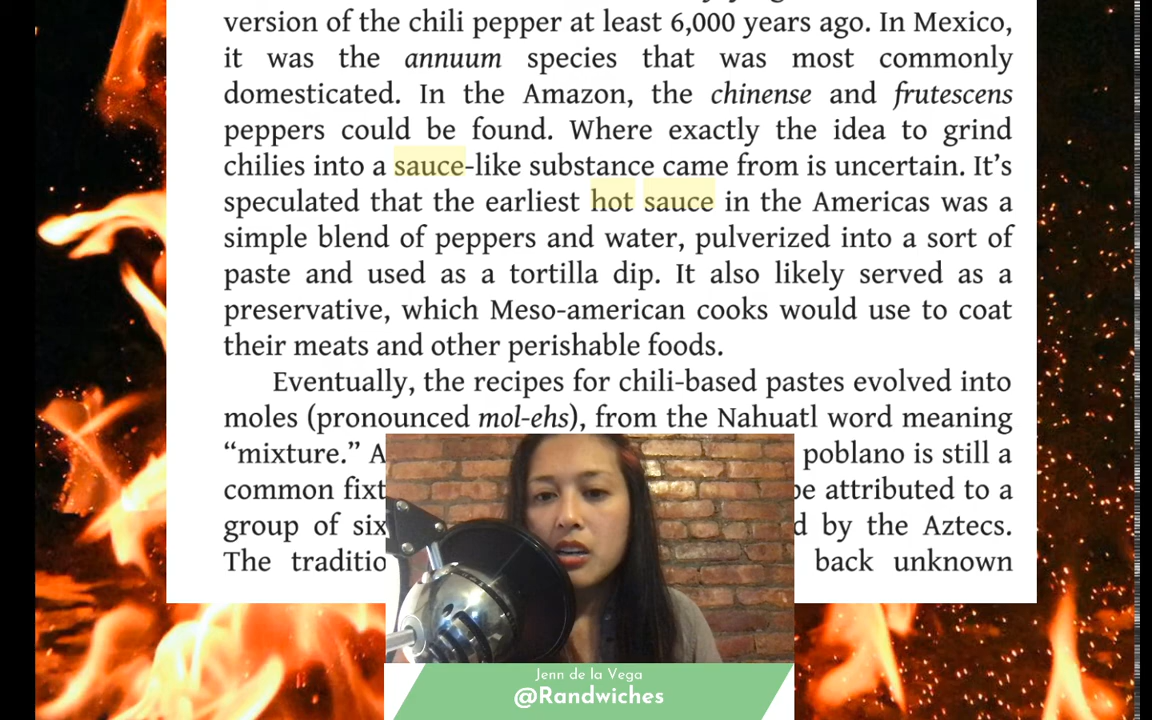 version of the chili pepper at least 6,000 years ago. In Mexico,
it was the annuum species that was most commonly
domesticated. In the Amazon, the chinense and frutescens
peppers could be found. Where exactly the idea to grind
chilies into a sauce-like substance came from is uncertain. It’s
speculated that the earliest hot sauce in the Americas was a
simple blend of peppers and water, pulverized into a sort of
paste and used as a tortilla dip. It also likely served as a
preservative, which Meso-american cooks would use to coat
their meats and other perishable foods.
Eventually, the recipes for chili-based pastes evolved into
moles (pronounced mol-ehs), from the Nahuatl word meaning
“mixture.” A poblano is still a
common fixt be attributed to a
group of six d by the Aztecs.
The traditio back unknown
Jenn de la Vega
@Randwiches